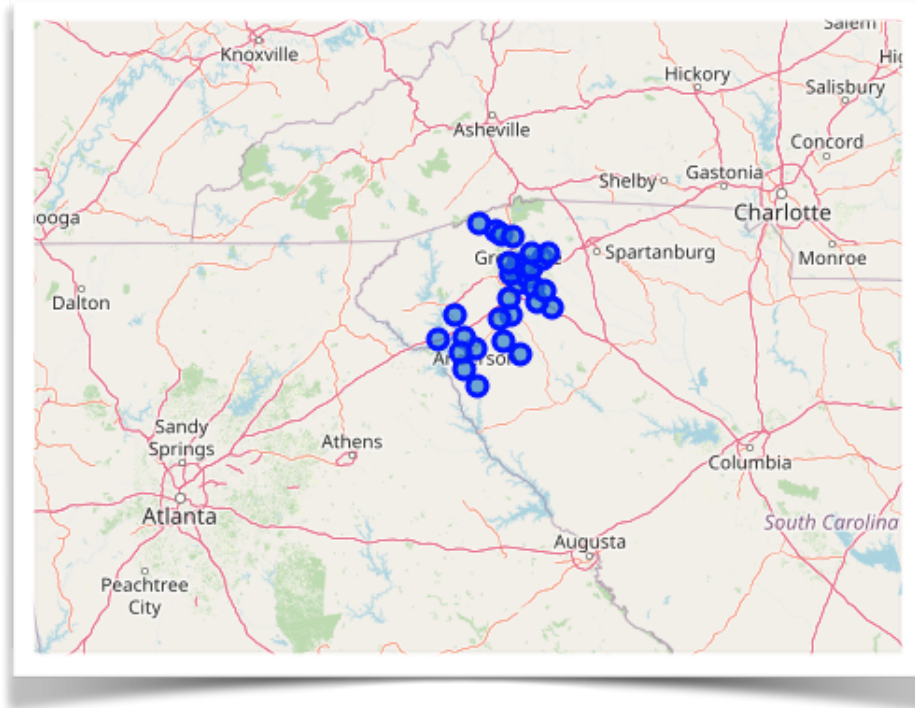 Salem
Knoxville
Hickory
Salisbury
Asheville
Concord
Shelby
Gastonia
Charlotte
Spartanburg
Monroe
Dalton
Sandy
Springs
Athens
Columbia
Atlanta
South Carolina
Augusta
Peachtree
City